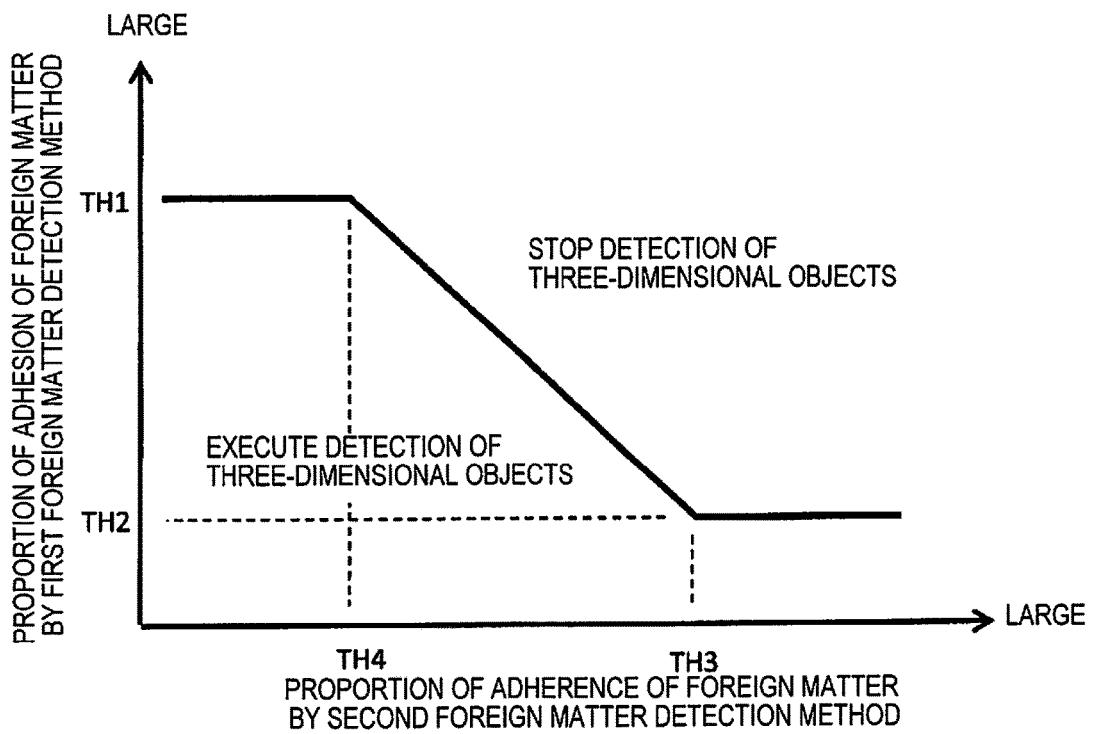 LARGE
PROPORTION OF ADHESION OF FOREIGN MATTER
BY FIRST FOREIGN MATTER DETECTION METHOD
TH1
STOP DETECTION OF
THREE-DIMENSIONAL OBJECTS
EXECUTE DETECTION OF
THREE-DIMENSIONAL OBJECTS
TH2
LARGE
TH4
TH3
PROPORTION OF ADHERENCE OF FOREIGN MATTER
BY SECOND FOREIGN MATTER DETECTION METHOD